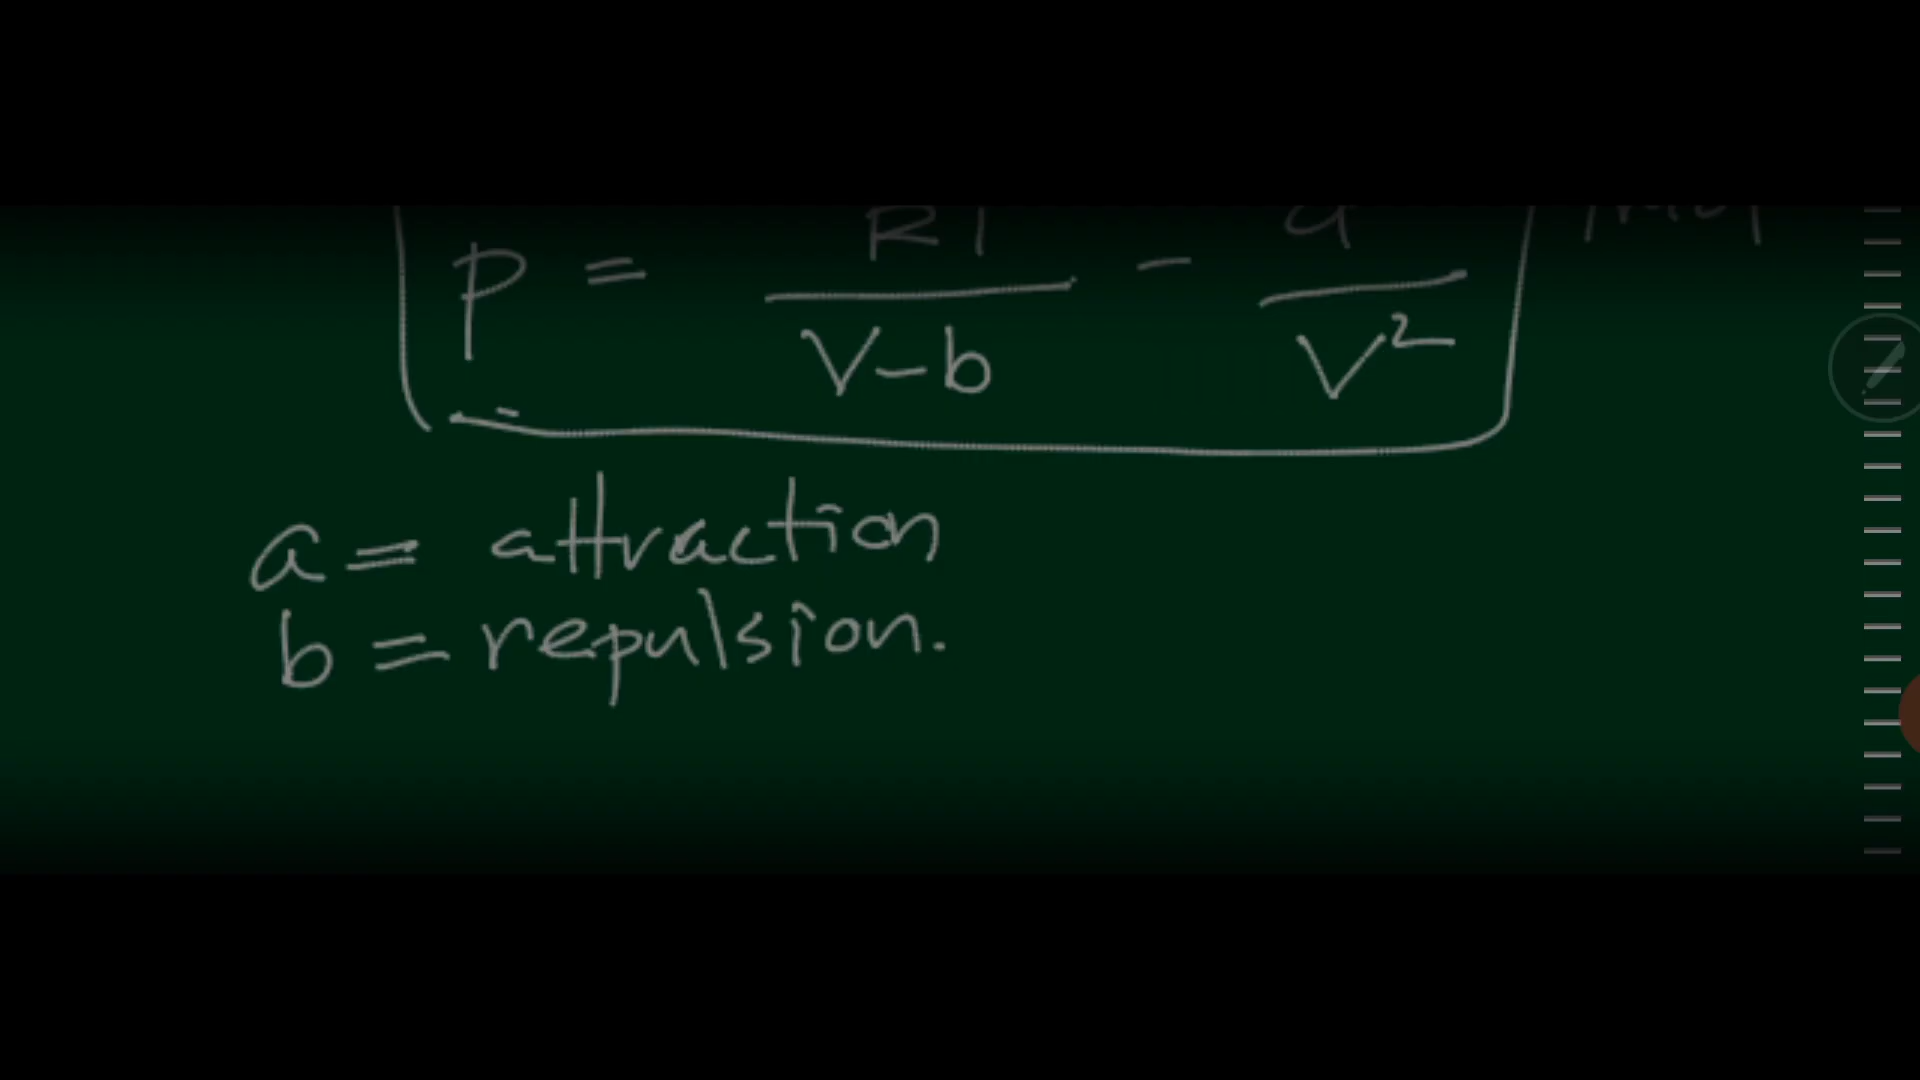 P = RT / V-b - a / V²
a = attraction
b = repulsion.